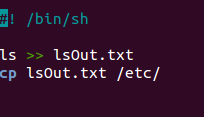 #! /bin/sh
ls >> lsOut.txt
cp lsOut.txt /etc/